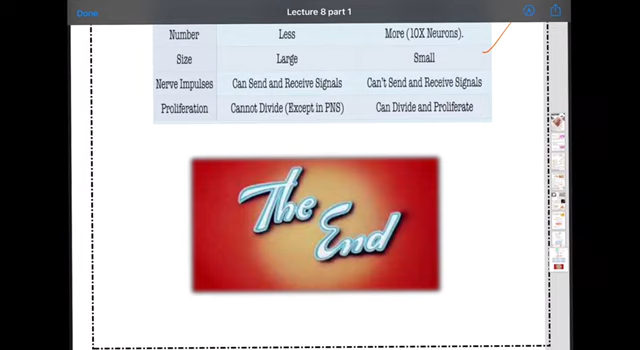 Done
Lecture 8 part 1
Number Less More (10X Neurons).
Size Large Small
Nerve Impulses Can Send and Receive Signals Can't Send and Receive Signals
Proliferation Cannot Divide (Except in PNS) Can Divide and Proliferate
The
End